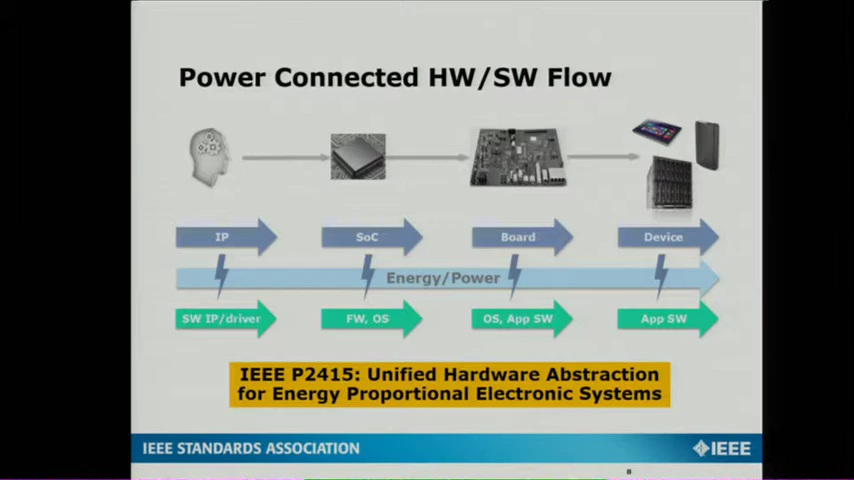 Power Connected HW/SW Flow
IP
SoC
Board
Device
Energy/Power
SW IP/driver
FW, OS
OS, App SW
App SW
IEEE P2415: Unified Hardware Abstraction
for Energy Proportional Electronic Systems
IEEE STANDARDS ASSOCIATION
IEEE
8